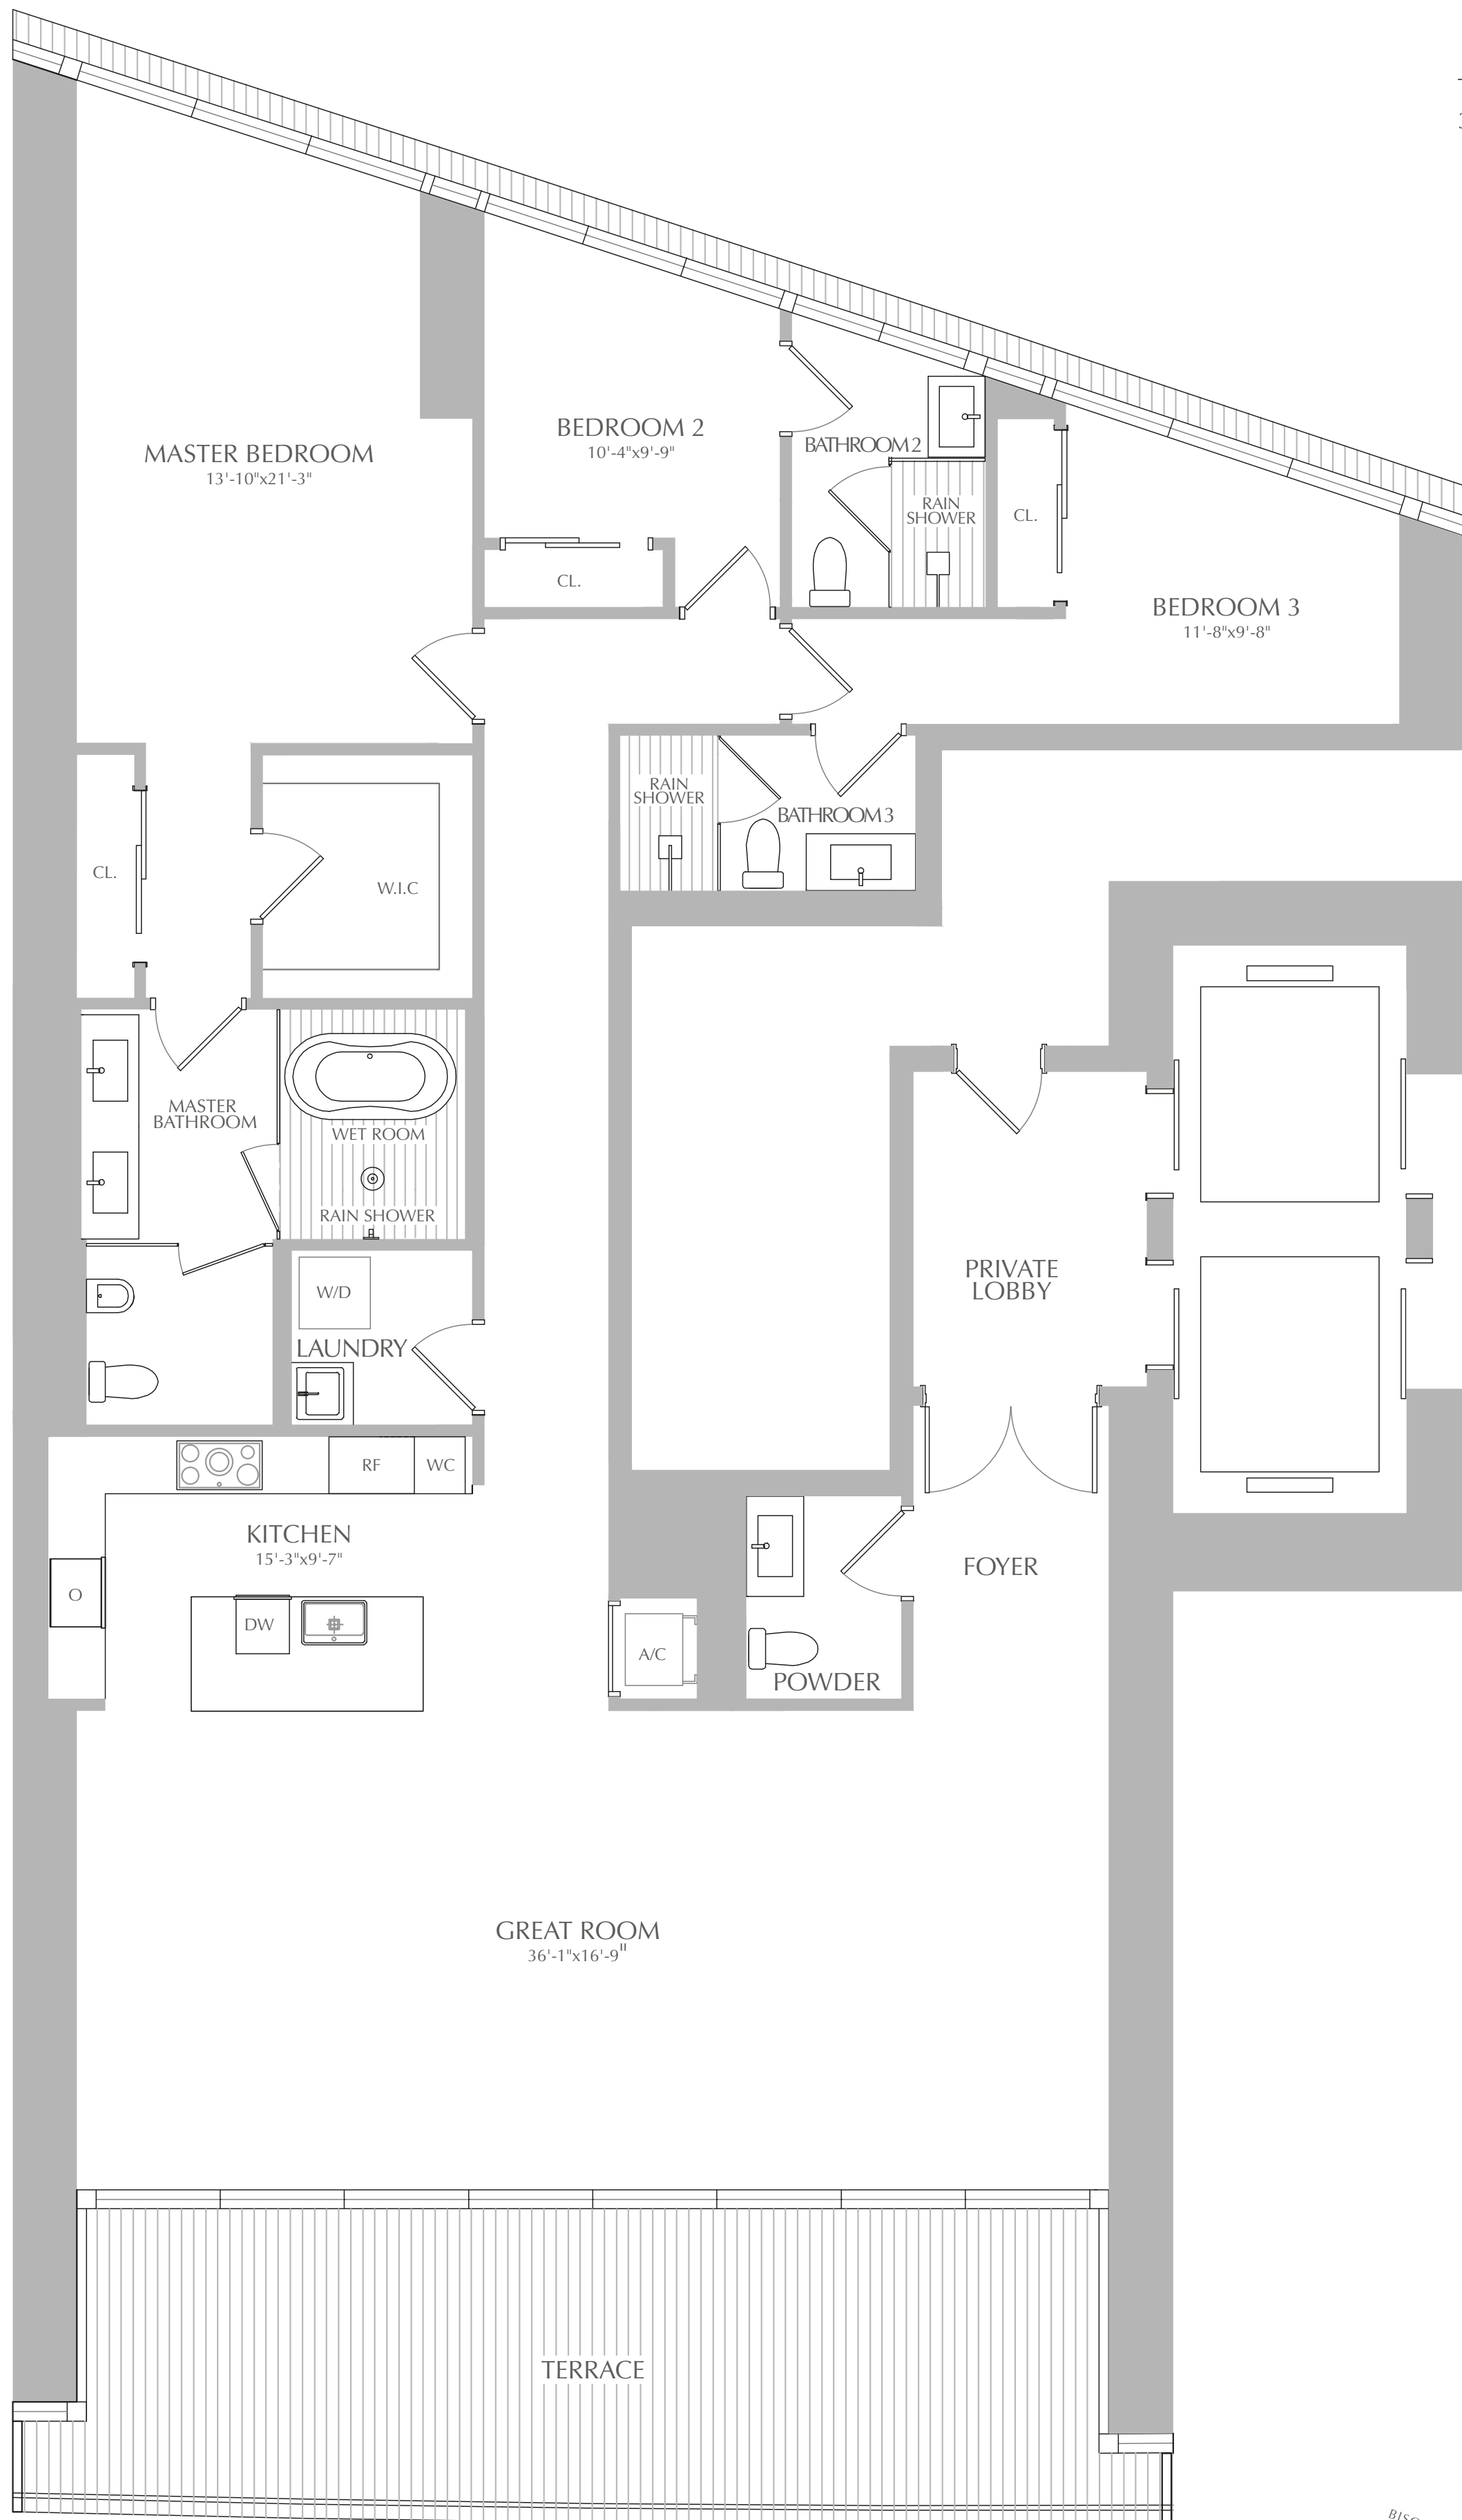 MASTER BEDROOM
13'-10"x21'-3"
BEDROOM 2
10'-4"x9'-9"
BATHROOM 2
RAIN
SHOWER
CL.
CL.
BEDROOM 3
11'-8"x9'-8"
RAIN
SHOWER
BATHROOM 3
CL.
W.I.C
MASTER
BATHROOM
WET ROOM
RAIN SHOWER
W/D
LAUNDRY
PRIVATE
LOBBY
RF
WC
KITCHEN
15'-3"x9'-7"
O
DW
A/C
POWDER
FOYER
GREAT ROOM
36'-1"x16'-9"
TERRACE